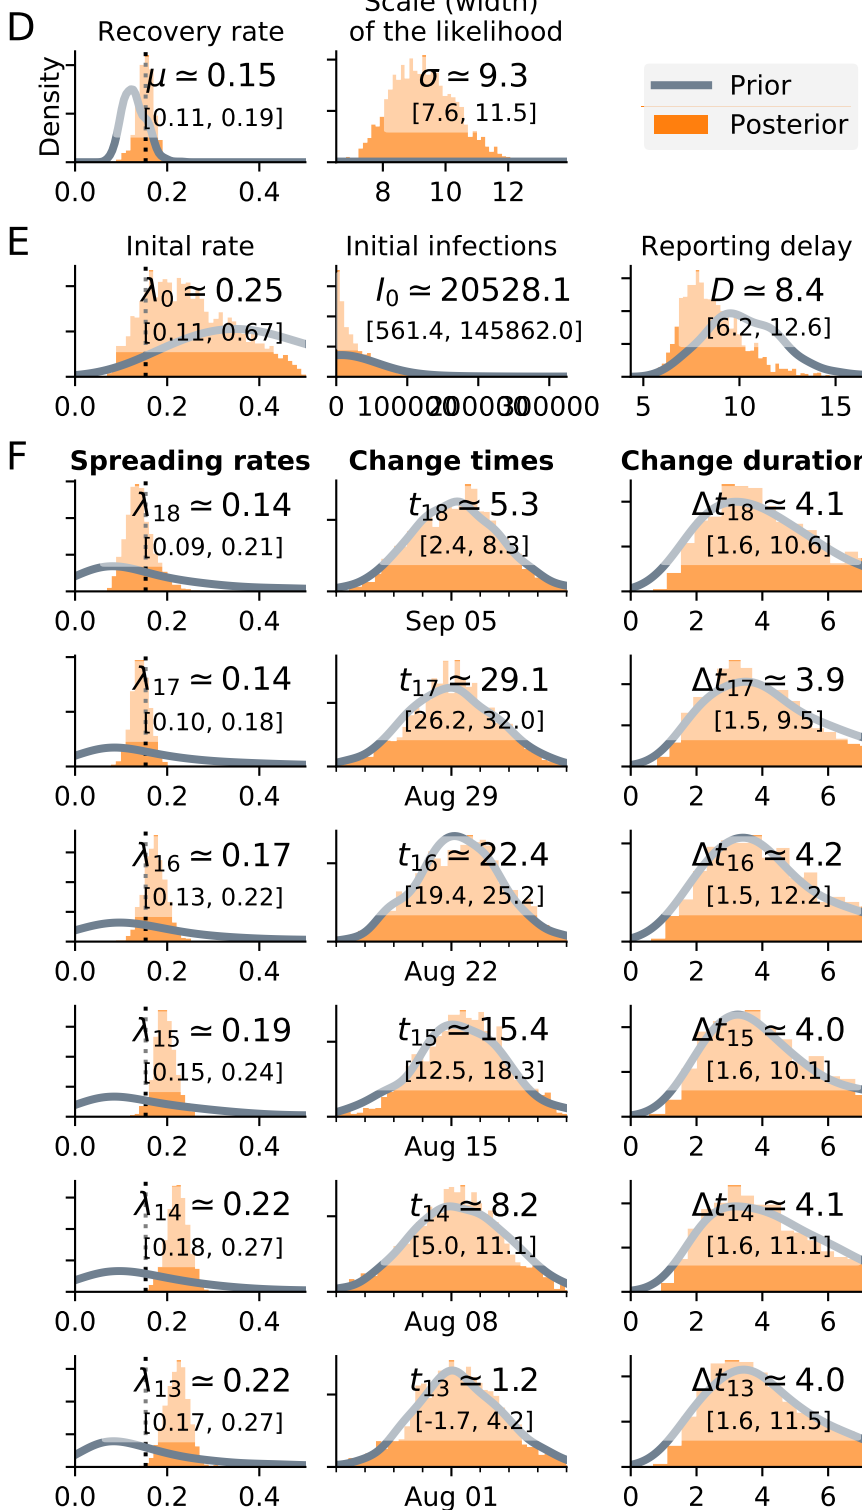 D
Recovery rate
Scale (width)
of the likelihood
Density
μ ≃ 0.15
[0.11, 0.19]
σ ≃ 9.3
[7.6, 11.5]
Prior
Posterior
0.0 0.2 0.4
8 10 12
E
Inital rate
Initial infections
Reporting delay
λ0 ≃ 0.25
[0.11, 0.67]
I0 ≃ 20528.1
[561.4, 145862.0]
D ≃ 8.4
[6.2, 12.6]
0.0 0.2 0.4
0 100000 200000 300000
5 10 15
F
Spreading rates
Change times
Change duration
λ18 ≃ 0.14
[0.09, 0.21]
t18 ≃ 5.3
[2.4, 8.3]
Δt18 ≃ 4.1
[1.6, 10.6]
0.0 0.2 0.4
Sep 05
0 2 4 6
λ17 ≃ 0.14
[0.10, 0.18]
t17 ≃ 29.1
[26.2, 32.0]
Δt17 ≃ 3.9
[1.5, 9.5]
0.0 0.2 0.4
Aug 29
0 2 4 6
λ16 ≃ 0.17
[0.13, 0.22]
t16 ≃ 22.4
[19.4, 25.2]
Δt16 ≃ 4.2
[1.5, 12.2]
0.0 0.2 0.4
Aug 22
0 2 4 6
λ15 ≃ 0.19
[0.15, 0.24]
t15 ≃ 15.4
[12.5, 18.3]
Δt15 ≃ 4.0
[1.6, 10.1]
0.0 0.2 0.4
Aug 15
0 2 4 6
λ14 ≃ 0.22
[0.18, 0.27]
t14 ≃ 8.2
[5.0, 11.1]
Δt14 ≃ 4.1
[1.6, 11.1]
0.0 0.2 0.4
Aug 08
0 2 4 6
λ13 ≃ 0.22
[0.17, 0.27]
t13 ≃ 1.2
[-1.7, 4.2]
Δt13 ≃ 4.0
[1.6, 11.5]
0.0 0.2 0.4
Aug 01
0 2 4 6